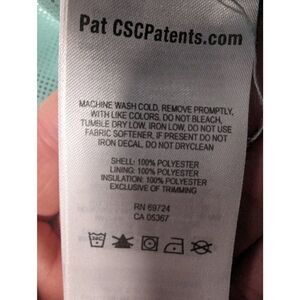 Pat CSCPatents.com
MACHINE WASH COLD, REMOVE PROMPTLY,
WITH LIKE COLORS, DO NOT BLEACH,
TUMBLE DRY LOW, IRON LOW, DO NOT USE
FABRIC SOFTENER, IF PRESENT DO NOT
IRON DECAL, DO NOT DRYCLEAN
SHELL: 100% POLYESTER
LINING: 100% POLYESTER
INSULATION: 100% POLYESTER
EXCLUSIVE OF TRIMMING
RN 69724
CA 05367